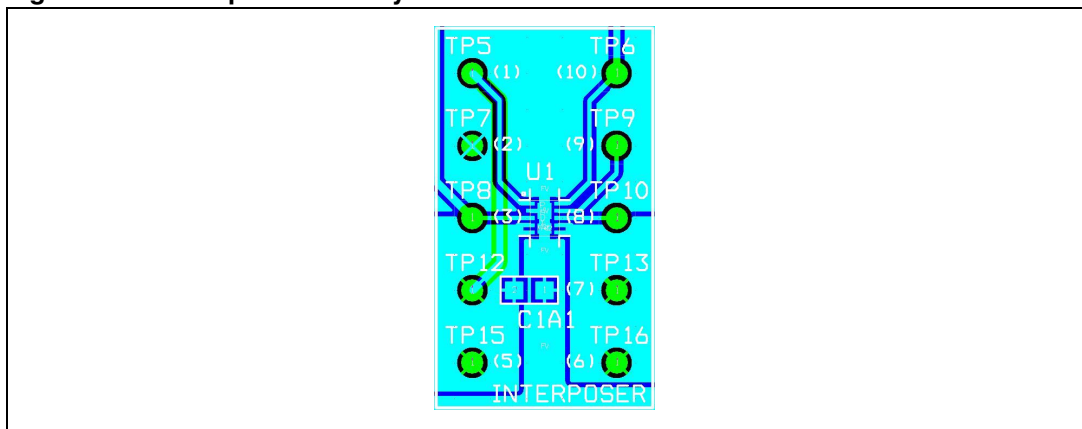 TP5 TP6
(1) (10)
TP7 TP9
(2) (9)
U1
TP8 TP10
(3) (8)
TP12 TP13
(7)
C1A1
TP15 TP16
(5) (6)
INTERPOSER